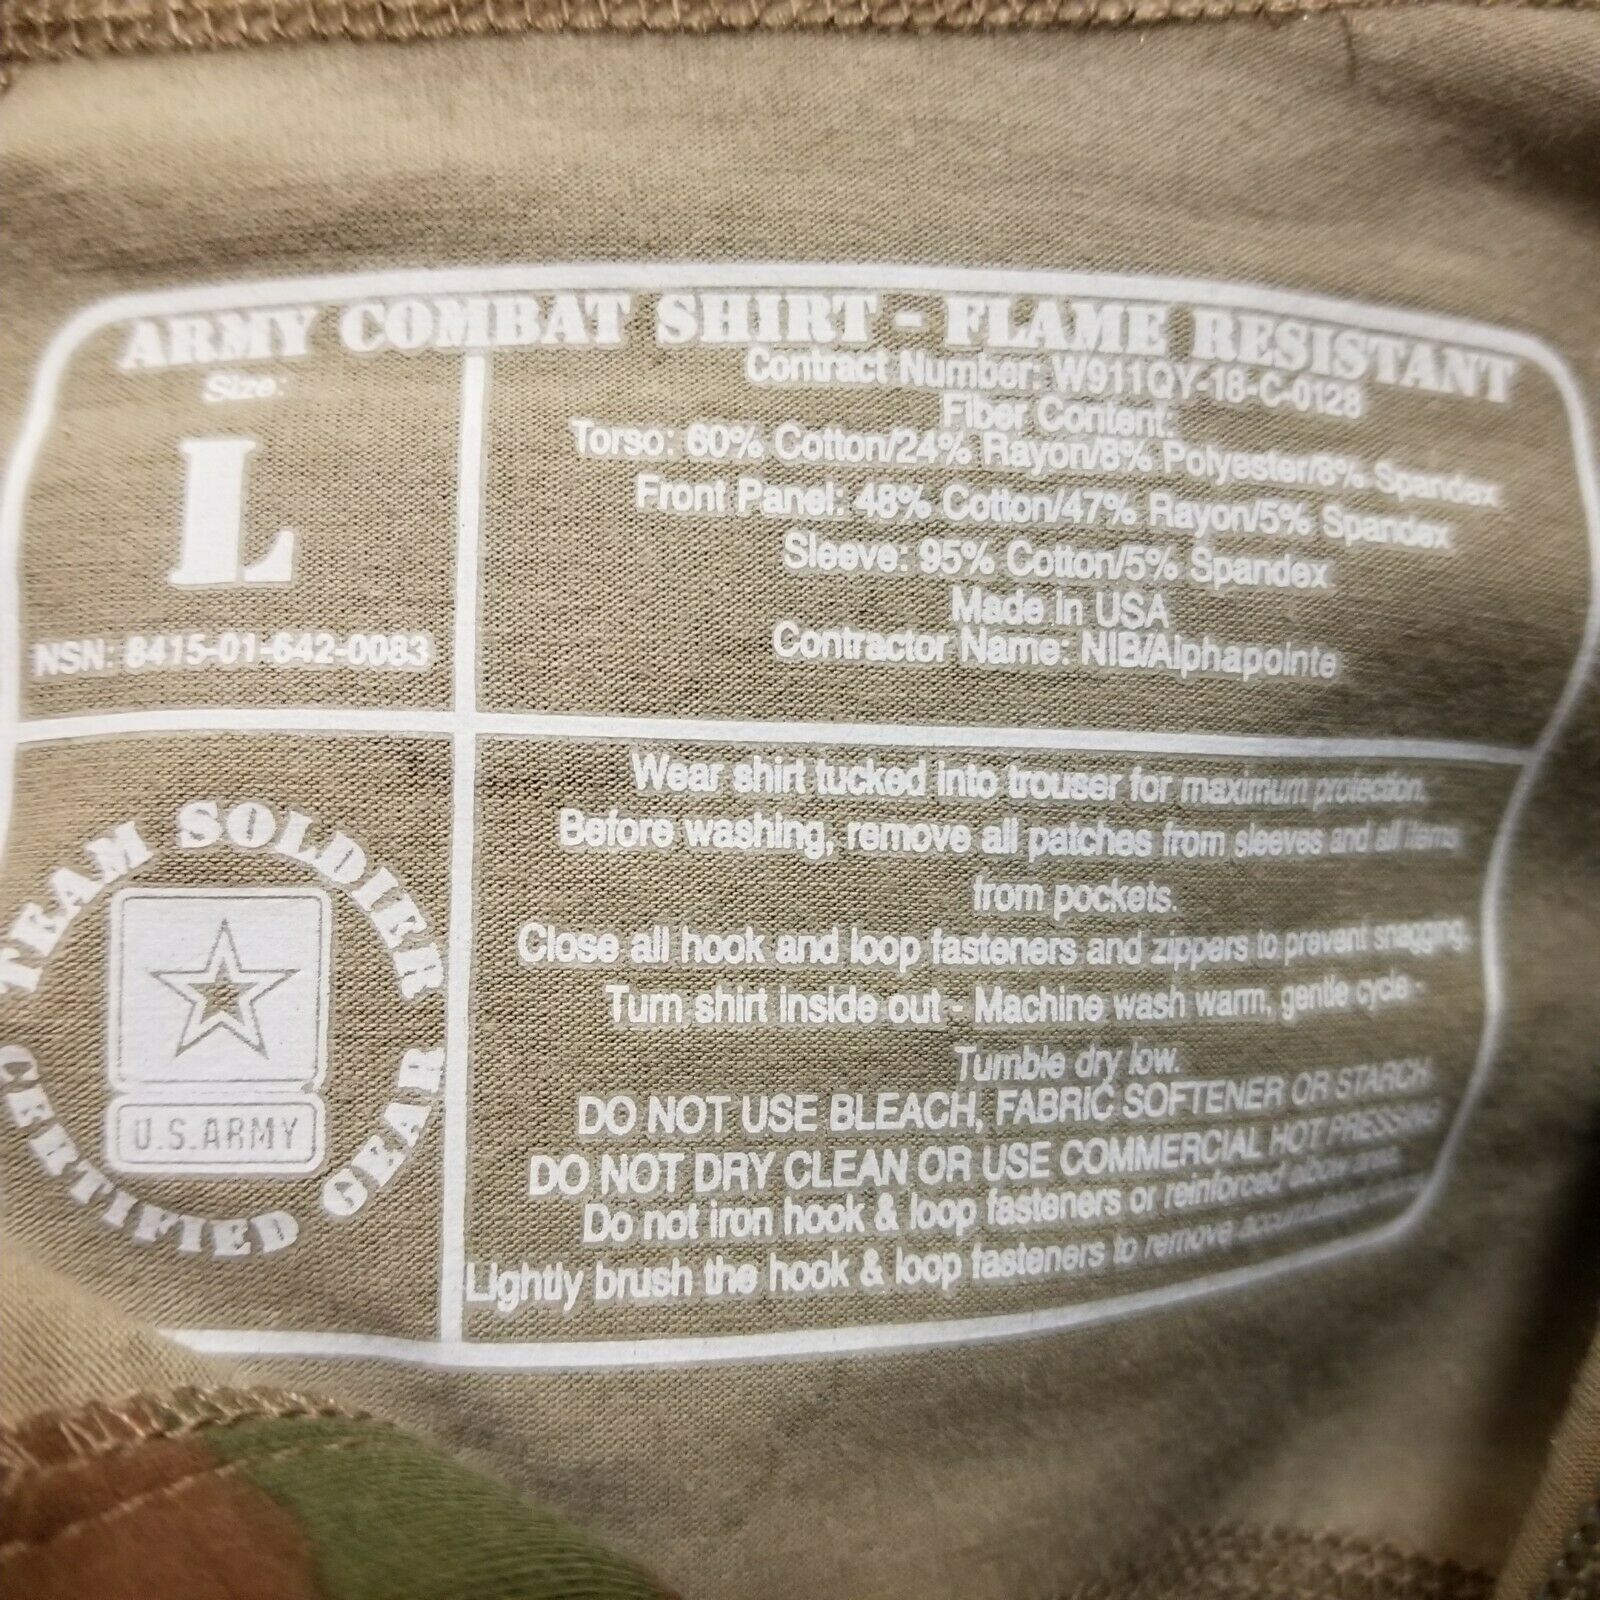 ARMY COMBAT SHIRT - FLAME RESISTANT
Size:
L
NSN: 8415-01-642-0083
Contract Number: W911QY-18-C-0128
Fiber Content:
Torso: 60% Cotton/24% Rayon/8% Polyester/8% Spandex
Front Panel: 48% Cotton/47% Rayon/5% Spandex
Sleeve: 95% Cotton/5% Spandex
Made in USA
Contractor Name: NIB/Alphapointe
TEAM SOLDIER
CERTIFIED GEAR
U.S.ARMY
Wear shirt tucked into trouser for maximum protection.
Before washing, remove all patches from sleeves and all items
from pockets.
Close all hook and loop fasteners and zippers to prevent snagging.
Turn shirt inside out - Machine wash warm, gentle cycle -
Tumble dry low.
DO NOT USE BLEACH, FABRIC SOFTENER OR STARCH.
DO NOT DRY CLEAN OR USE COMMERCIAL HOT PRESSING
Do not iron hook & loop fasteners or reinforced elbow area.
Lightly brush the hook & loop fasteners to remove accumulated